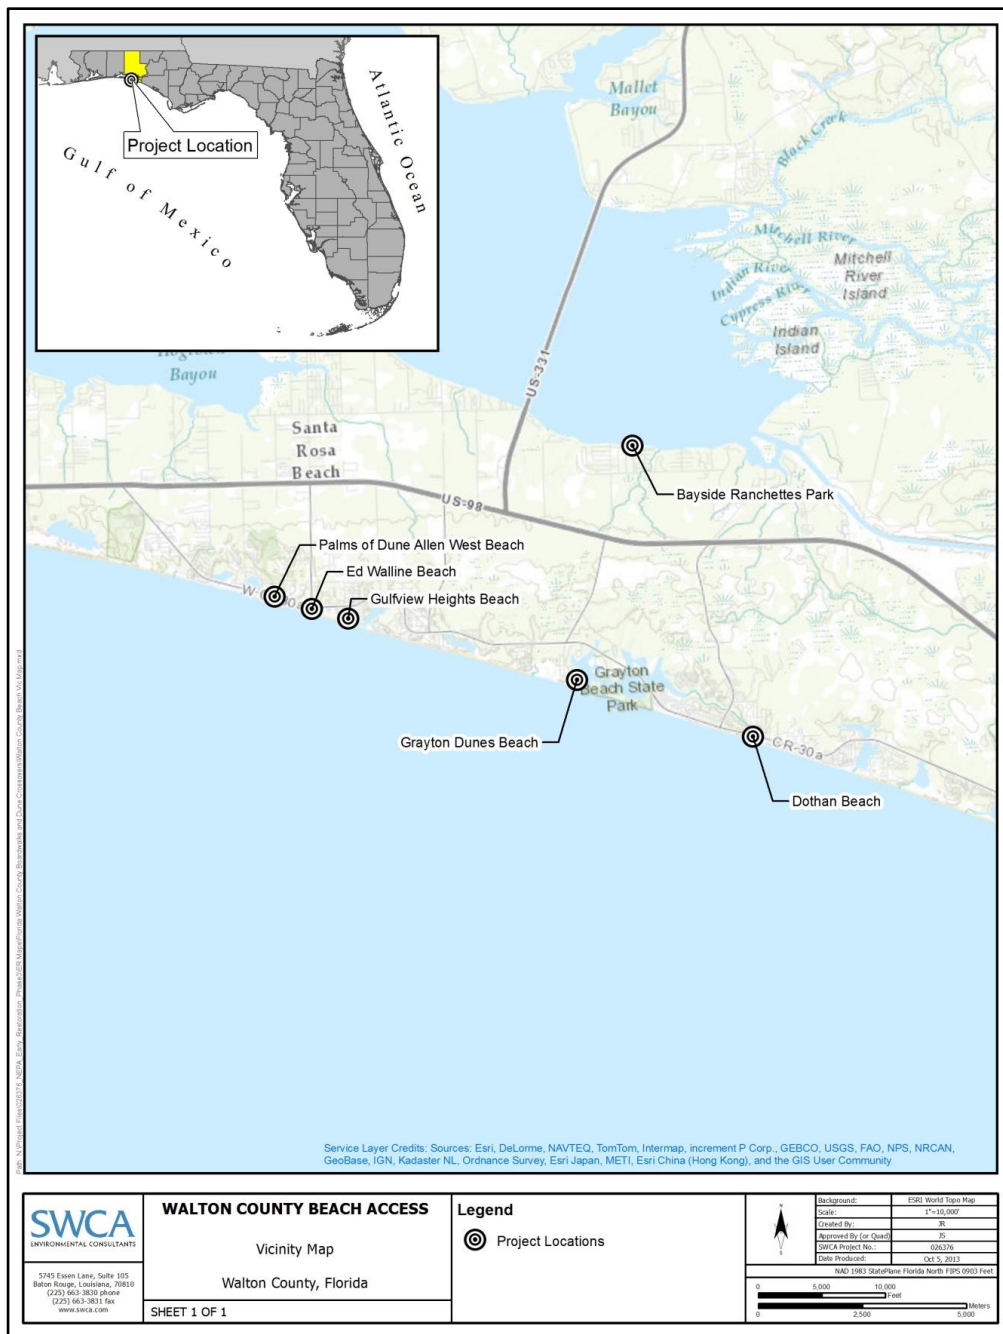 Gulf of Mexico
Atlantic Ocean
Project Location
Mallet
Bayou
Black Creek
Mitchell River
Mitchell
River
Island
Indian River
Cypress River
Indian
Island
Bayou
US-331
Santa
Rosa
Beach
US-98
Bayside Ranchettes Park
Palms of Dune Allen West Beach
Ed Walline Beach
Gulfview Heights Beach
Grayton
Beach State
Park
Grayton Dunes Beach
CR-30a
Dothan Beach
Service Layer Credits: Sources: Esri, DeLorme, NAVTEQ, TomTom, Intermap, increment P Corp., GEBCO, USGS, FAO, NPS, NRCAN,
GeoBase, IGN, Kadaster NL, Ordnance Survey, Esri Japan, METI, Esri China (Hong Kong), and the GIS User Community
SWCA
ENVIRONMENTAL CONSULTANTS
5745 Essen Lane, Suite 105
Baton Rouge, Louisiana, 70810
(225) 663-3830 phone
(225) 663-3831 fax
www.swca.com
WALTON COUNTY BEACH ACCESS
Vicinity Map
Walton County, Florida
SHEET 1 OF 1
Legend
Project Locations
N
S
Background: ESRI World Topo Map
Scale: 1"=10,000'
Created By: JR
Approved By (or Quad) JS
SWCA Project No.: 026376
Date Produced: Oct 5, 2013
NAD 1983 StatePlane Florida North FIPS 0903 Feet
0 5,000 10,000
Feet
Meters
0 2,500 5,000